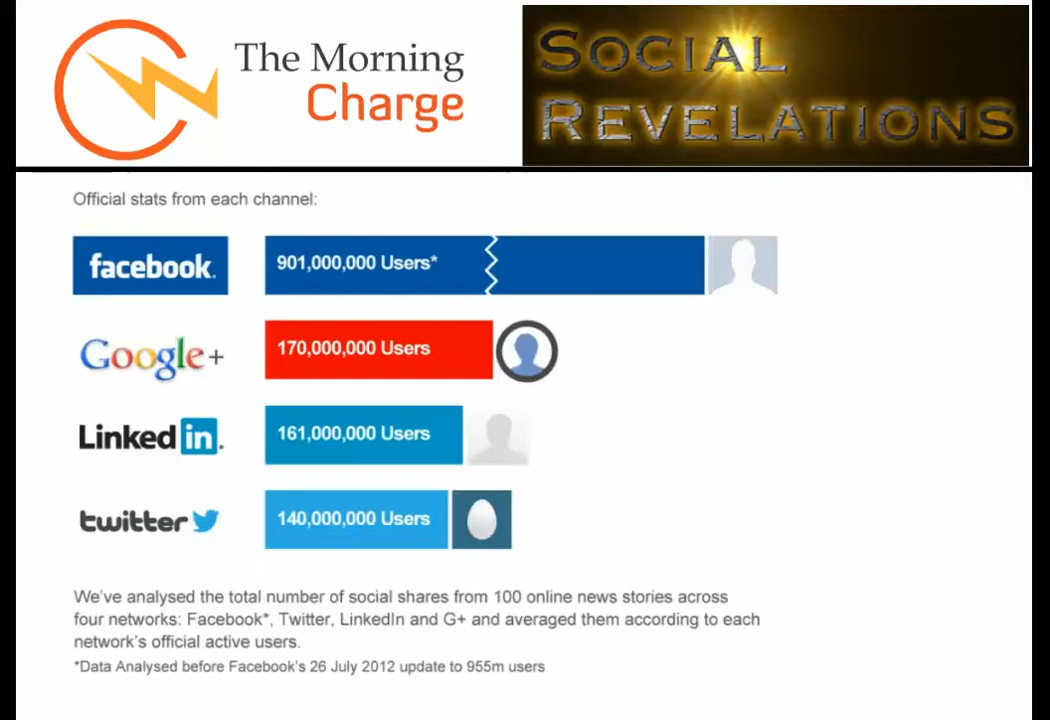 The Morning
Charge
SOCIAL
REVELATIONS
Official stats from each channel:
facebook.
901,000,000 Users*
Google+
170,000,000 Users
Linked in.
161,000,000 Users
twitter
140,000,000 Users
We've analysed the total number of social shares from 100 online news stories across
four networks: Facebook*, Twitter, LinkedIn and G+ and averaged them according to each
network's official active users.
*Data Analysed before Facebook's 26 July 2012 update to 955m users